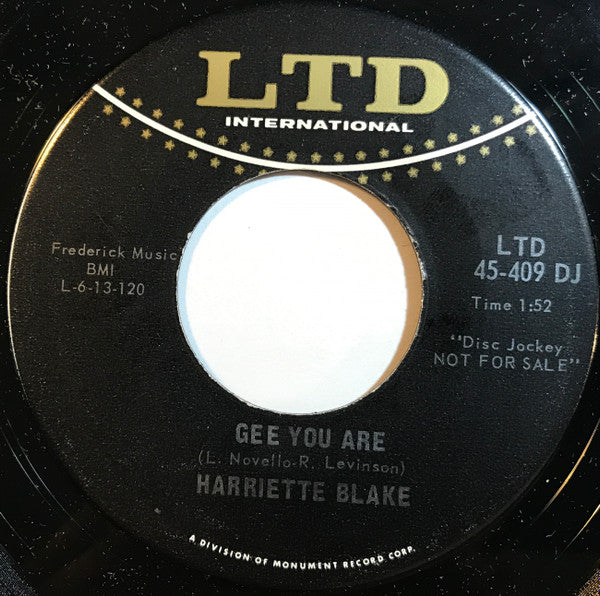 LTD
INTERNATIONAL
Frederick Music
BMI
L-6-13-120
LTD
45-409 DJ
Time 1:52
"Disc Jockey
NOT FOR SALE"
GEE YOU ARE
(L. Novello-R. Levinson)
HARRIETTE BLAKE
A DIVISION OF MONUMENT RECORD CORP.